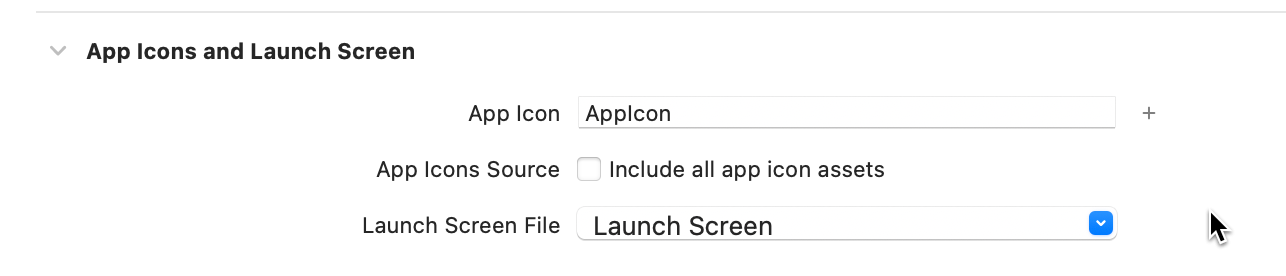 App Icons and Launch Screen
App Icon AppIcon +
App Icons Source Include all app icon assets
Launch Screen File Launch Screen